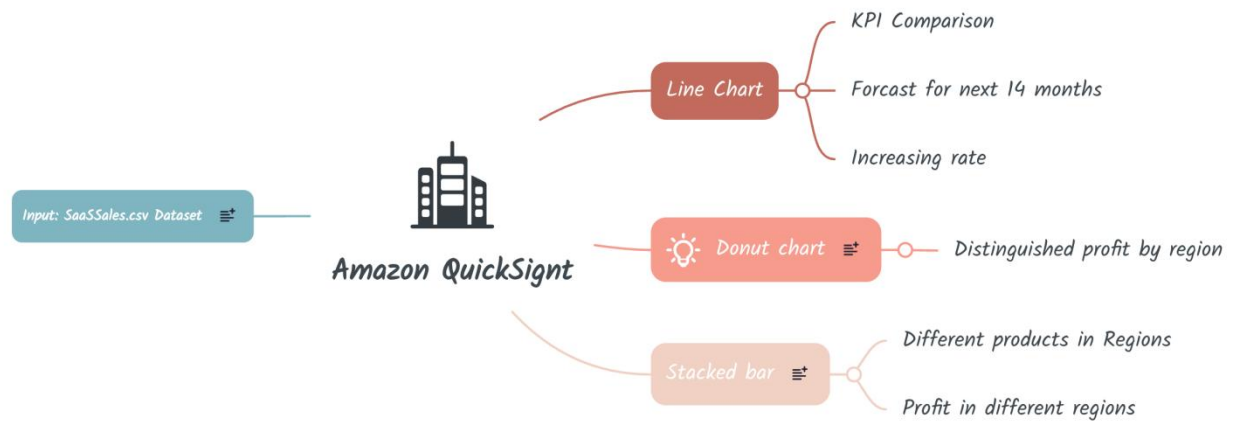 Input: SaaSSales.csv Dataset
Amazon QuickSignt
Line Chart
KPI Comparison
Forcast for next 14 months
Increasing rate
Donut chart
Distinguished profit by region
Stacked bar
Different products in Regions
Profit in different regions